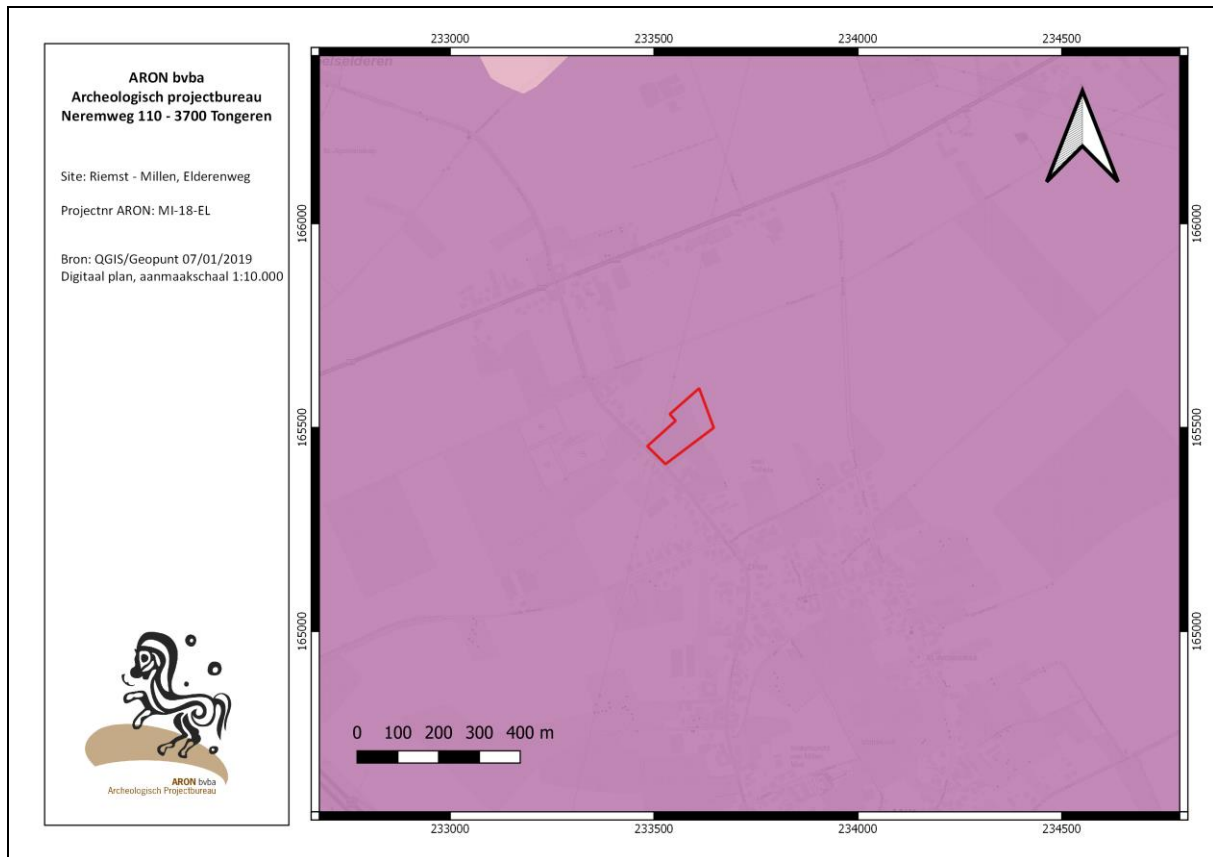 ARON bvba
Archeologisch projectbureau
Neremweg 110 - 3700 Tongeren
Site: Riemst - Millen, Elderenweg
Projectnr ARON: MI-18-EL
Bron: QGIS/Geopunt 07/01/2019
Digitaal plan, aanmaakschaal 1:10.000
ARON bvba
Archeologisch Projectbureau
233000 233500 234000 234500
166000 166000
165500 165500
165000 165000
0 100 200 300 400 m
233000 233500 234000 234500